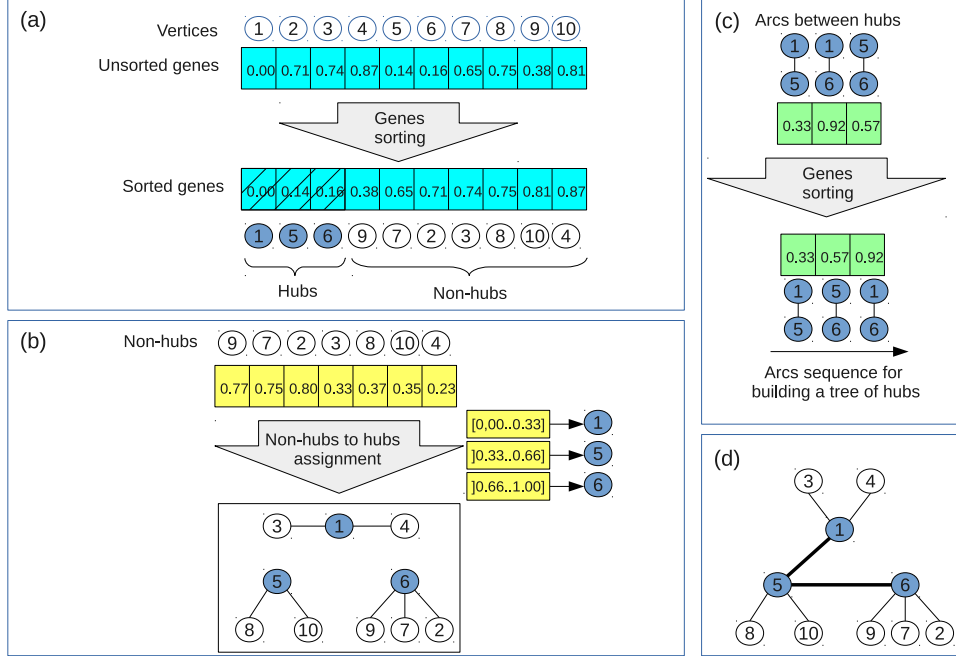 (a)
Vertices 1 2 3 4 5 6 7 8 9 10
Unsorted genes 0.00 0.71 0.74 0.87 0.14 0.16 0.65 0.75 0.38 0.81
Genes
sorting
Sorted genes 0.00 0.14 0.16 0.38 0.65 0.71 0.74 0.75 0.81 0.87
1 5 6 9 7 2 3 8 10 4
Hubs Non-hubs
(b)
Non-hubs 9 7 2 3 8 10 4
0.77 0.75 0.80 0.33 0.37 0.35 0.23
Non-hubs to hubs
assignment
[0,00..0.33] 1
]0.33..0.66] 5
]0.66..1.00] 6
3 1 4
5 6
8 10 9 7 2
(c)
Arcs between hubs
1 1 5
5 6 6
0.33 0.92 0.57
Genes
sorting
0.33 0.57 0.92
1 5 1
5 6 6
Arcs sequence for
building a tree of hubs
(d)
3 4
1
5 6
8 10 9 7 2